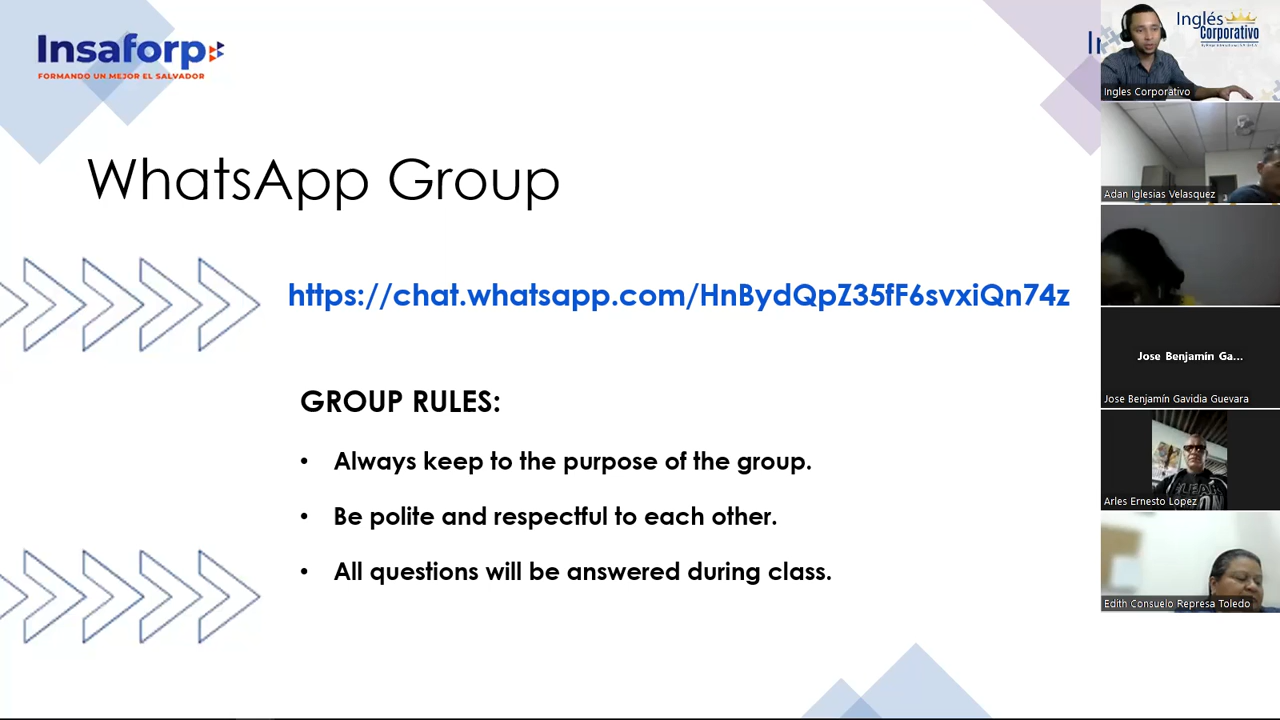 Insaforp
FORMANDO UN MEJOR EL SALVADOR
WhatsApp Group
https://chat.whatsapp.com/HnBydQpZ35fF6svxiQn74z
GROUP RULES:
• Always keep to the purpose of the group.
• Be polite and respectful to each other.
• All questions will be answered during class.
Inglés
Corporativo
Ingles Corporativo
Adan Iglesias Velasquez
Jose Benjamín Ga...
Jose Benjamín Gavidia Guevara
Arles Ernesto Lopez
Edith Consuelo Represa Toledo